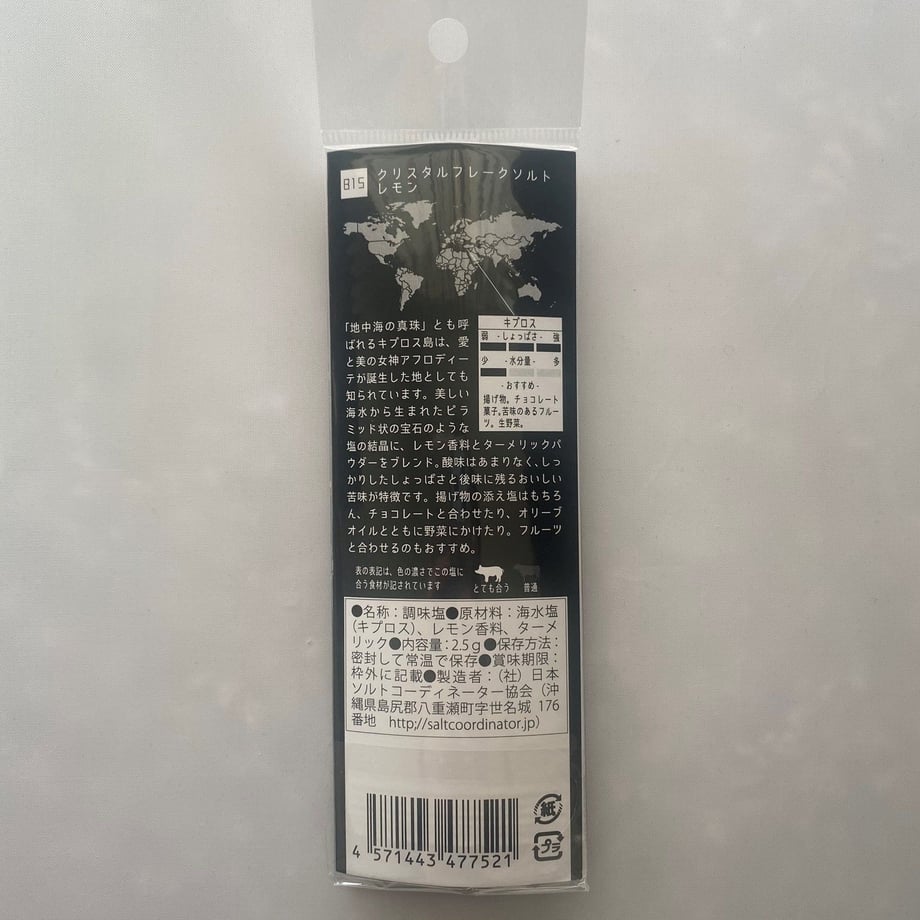 815
クリスタルフレークソルト
レモン
キプロス
弱 -しょっぱさ- 強
少 -水分量- 多
-おすすめ-
揚げ物。チョコレート
菓子。苦味のあるフルー
ツ。生野菜。
「地中海の真珠」とも呼
ばれるキプロス島は、愛
と美の女神アフロディー
テが誕生した地としても
知られています。美しい
海水から生まれたピラ
ミッド状の宝石のような
塩の結晶に、レモン香料とターメリックパ
ウダーをブレンド。酸味はあまりなく、しっ
かりしたしょっぱさと後味に残るおいしい
苦味が特徴です。揚げ物の添え塩はもちろ
ん、チョコレートと合わせたり、オリーブ
オイルとともに野菜にかけたり。フルーツ
と合わせるのもおすすめ。
表の表記は、色の濃さでこの塩に
合う食材が記されています
とても合う 普通
●名称：調味塩●原材料：海水塩
（キプロス）、レモン香料、ターメ
リック●内容量：2.5g●保存方法：
密封して常温で保存●賞味期限：
枠外に記載●製造者：（社）日本
ソルトコーディネーター協会（沖
縄県島尻郡八重瀬町字世名城 176
番地 http://saltcoordinator.jp）
紙
プラ
4 571443 477521